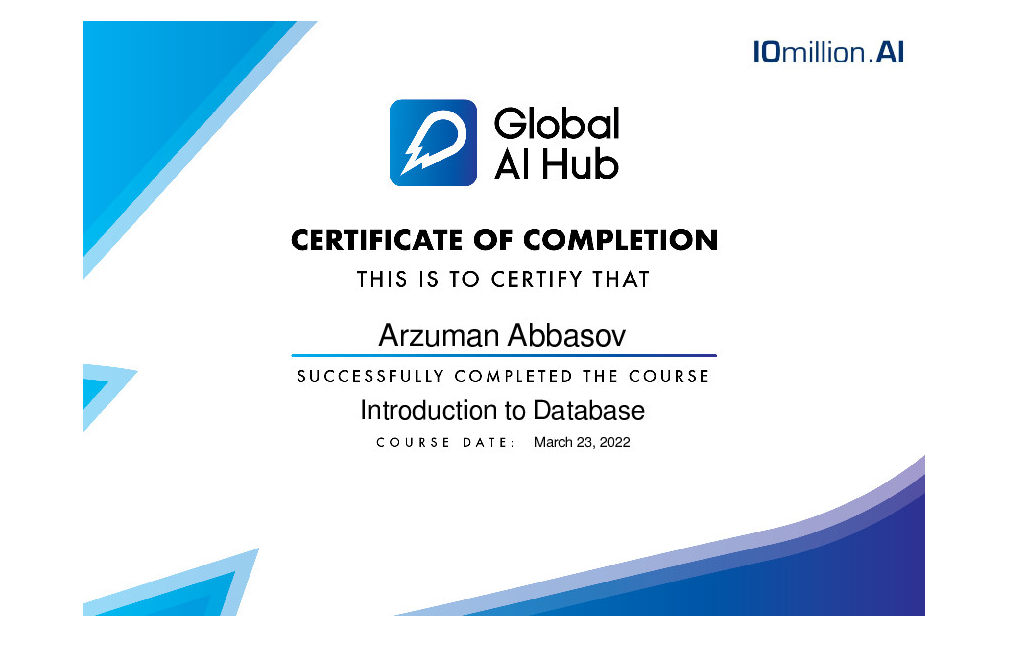 10million.AI
Global
AI Hub
CERTIFICATE OF COMPLETION
THIS IS TO CERTIFY THAT
Arzuman Abbasov
SUCCESSFULLY COMPLETED THE COURSE
Introduction to Database
COURSE DATE: March 23, 2022